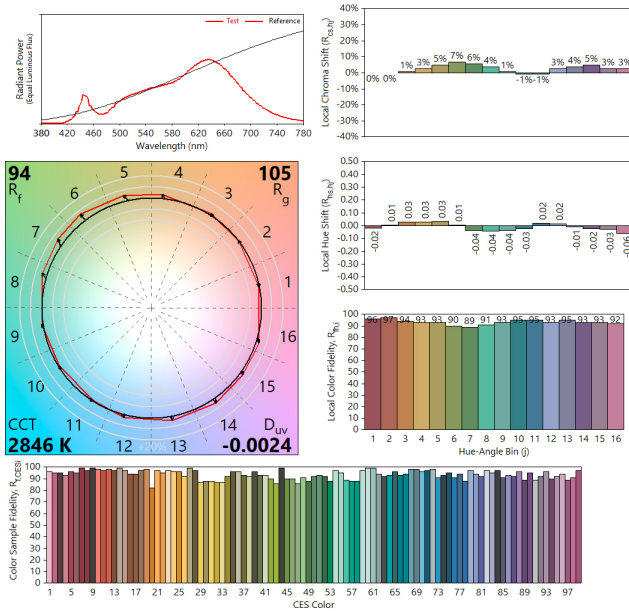 Test Reference
Radiant Power
(Equal Luminous Flux)
380 420 460 500 540 580 620 660 700 740 780
Wavelength (nm)
Local Chroma Shift (Rcs,hj)
40%
30%
20%
10%
0%
-10%
-20%
-30%
-40%
0% 0% 1% 3% 5% 7% 6% 4% 1% -1% -1% 3% 4% 5% 3% 3%
94
Rf
105
Rg
CCT
2846 K
Duv
-0.0024
+20%
1
2
3
4
5
6
7
8
9
10
11
12
13
14
15
16
Local Hue Shift (Rhs,hj)
0.50
0.40
0.30
0.20
0.10
0.00
-0.10
-0.20
-0.30
-0.40
-0.50
-0.02 0.01 0.03 0.03 0.03 0.01 -0.04 -0.04 -0.04 -0.03 0.02 0.02 -0.01 -0.02 -0.03 -0.06
Local Color Fidelity, Rfh,i
100
90
80
70
60
50
40
30
20
10
0
96 97 94 93 93 90 89 91 93 95 95 93 95 93 93 92
1 2 3 4 5 6 7 8 9 10 11 12 13 14 15 16
Hue-Angle Bin (j)
Color Sample Fidelity, Rf,CESi
100
90
80
70
60
50
40
30
20
10
0
1 5 9 13 17 21 25 29 33 37 41 45 49 53 57 61 65 69 73 77 81 85 89 93 97
CES Color